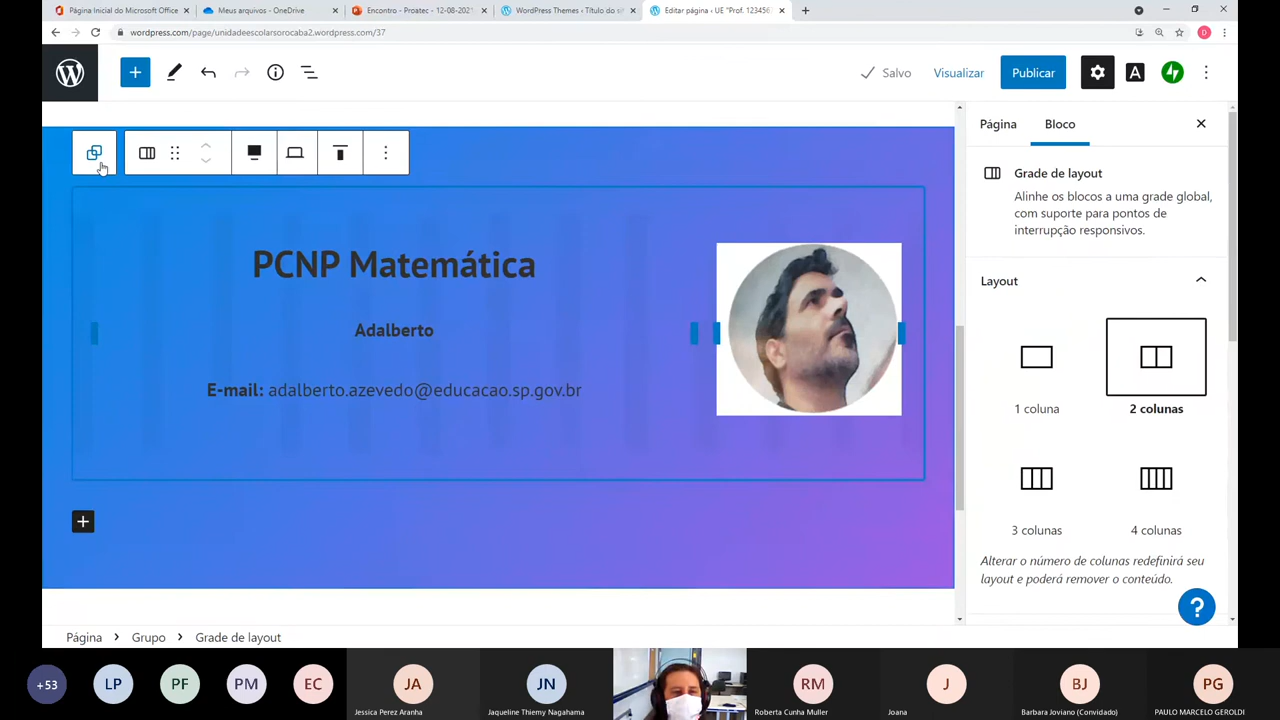 Página Inicial do Microsoft Office
Meus arquivos - OneDrive
Encontro - Proatec - 12-08-2021
WordPress Themes ‹ Título do sit
Editar página ‹ UE "Prof. 123456
wordpress.com/page/unidadeescolarsorocaba2.wordpress.com/37
D
Salvo
Visualizar
Publicar
A
Página
Bloco
Grade de layout
Alinhe os blocos a uma grade global,
com suporte para pontos de
interrupção responsivos.
Layout
1 coluna
2 colunas
3 colunas
4 colunas
Alterar o número de colunas redefinirá seu
layout e poderá remover o conteúdo.
PCNP Matemática
Adalberto
E-mail: adalberto.azevedo@educacao.sp.gov.br
Página
Grupo
Grade de layout
+53
LP
PF
PM
EC
JA
Jessica Perez Aranha
JN
Jaqueline Thiemy Nagahama
RM
Roberta Cunha Muller
J
Joana
BJ
Barbara Joviano (Convidado)
PG
PAULO MARCELO GEROLDI